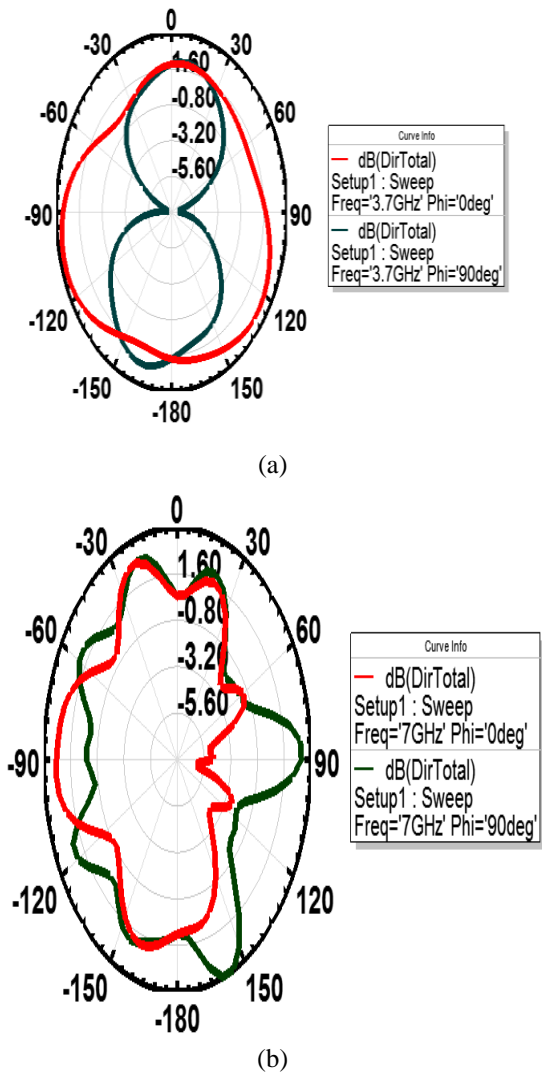 0
-30 30
1.60
-60 -0.80 60
-3.20
-5.60
-90 90
-120 120
-150 150
-180
Curve Info
dB(DirTotal)
Setup1 : Sweep
Freq='3.7GHz' Phi='0deg'
dB(DirTotal)
Setup1 : Sweep
Freq='3.7GHz' Phi='90deg'
(a)
0
-30 30
1.60
-60 -0.80 60
-3.20
-5.60
-90 90
-120 120
-150 150
-180
Curve Info
dB(DirTotal)
Setup1 : Sweep
Freq='7GHz' Phi='0deg'
dB(DirTotal)
Setup1 : Sweep
Freq='7GHz' Phi='90deg'
(b)